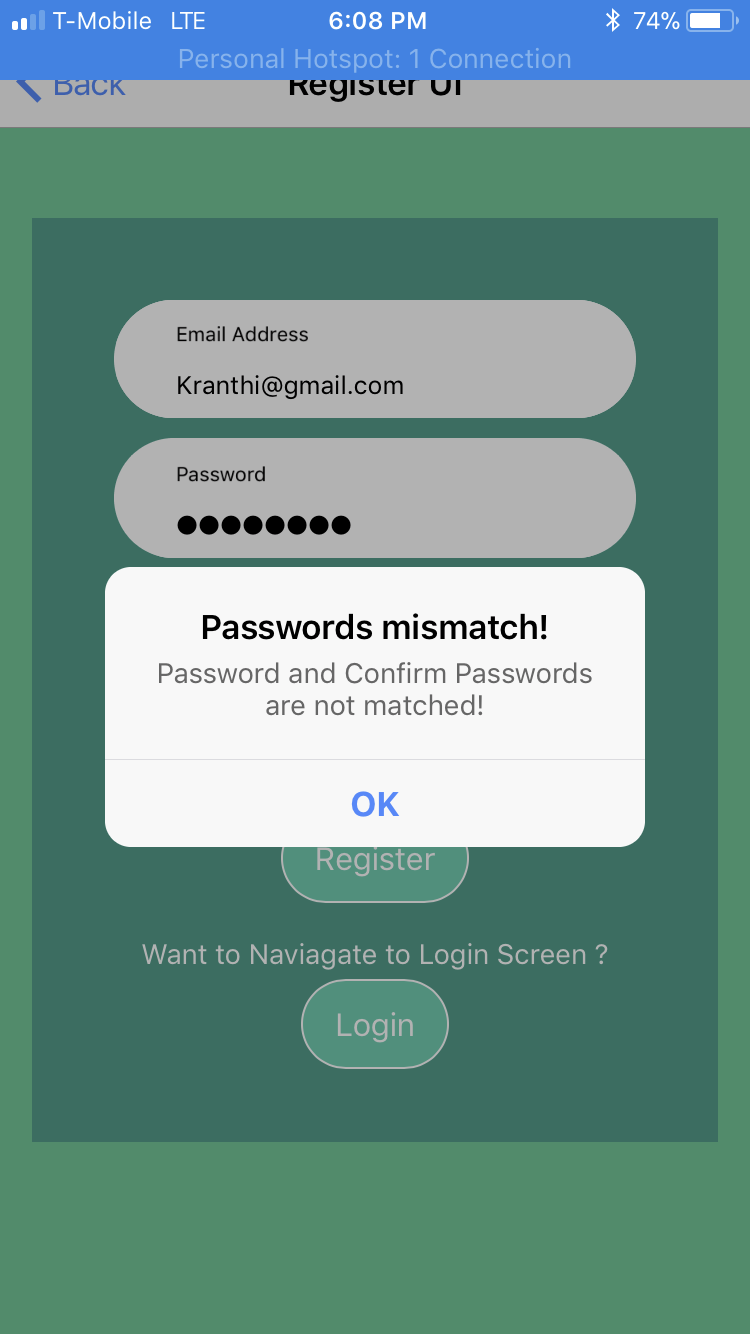 T-Mobile LTE 6:08 PM 74%
Personal Hotspot: 1 Connection
Back Register UI
Email Address
Kranthi@gmail.com
Password
●●●●●●●●
Passwords mismatch!
Password and Confirm Passwords
are not matched!
OK
Register
Want to Naviagate to Login Screen ?
Login